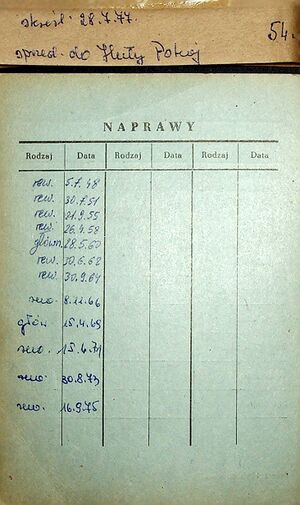 skreśl. 28.7.77.
54.
sprzed. do Huty Pokój
NAPRAWY
Rodzaj Data Rodzaj Data Rodzaj Data
rew. 5.7.48
rew. 30.7.51
rew. 21.9.55
rew. 26.4.58
główn. 28.5.60
rew. 30.6.62
rew. 30.9.64
rew. 8.12.66
głów 15.4.69
rew. 15.4.71
rew. 30.8.73
rew. 16.9.75